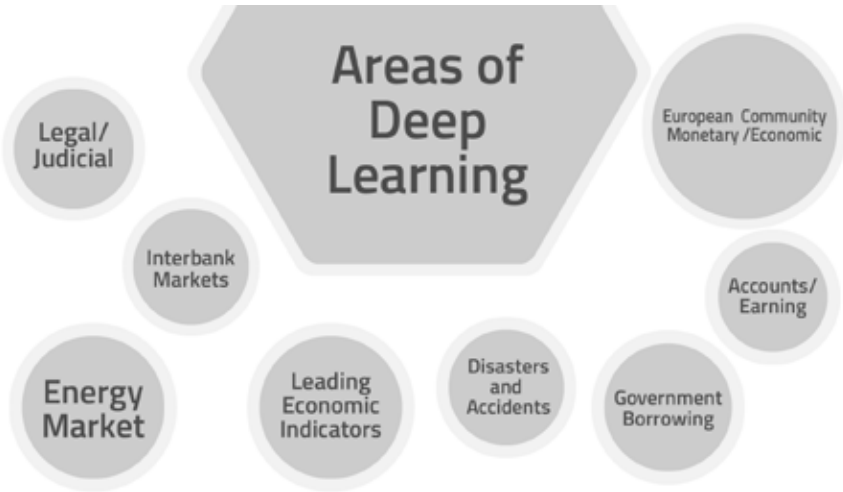 Areas of
Deep
Learning
Legal/
Judicial
European Community
Monetary /Economic
Interbank
Markets
Accounts/
Earning
Energy
Market
Leading
Economic
Indicators
Disasters
and
Accidents
Government
Borrowing